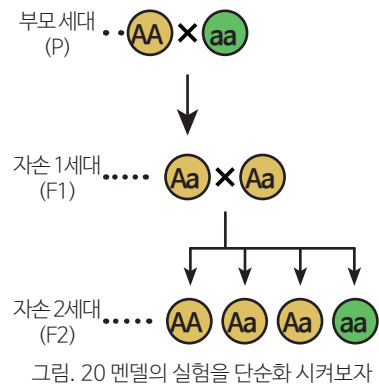 부모 세대
(P)
AA × aa
자손 1세대
(F1)
Aa × Aa
자손 2세대
(F2)
AA Aa Aa aa
그림. 20 멘델의 실험을 단순화 시켜보자